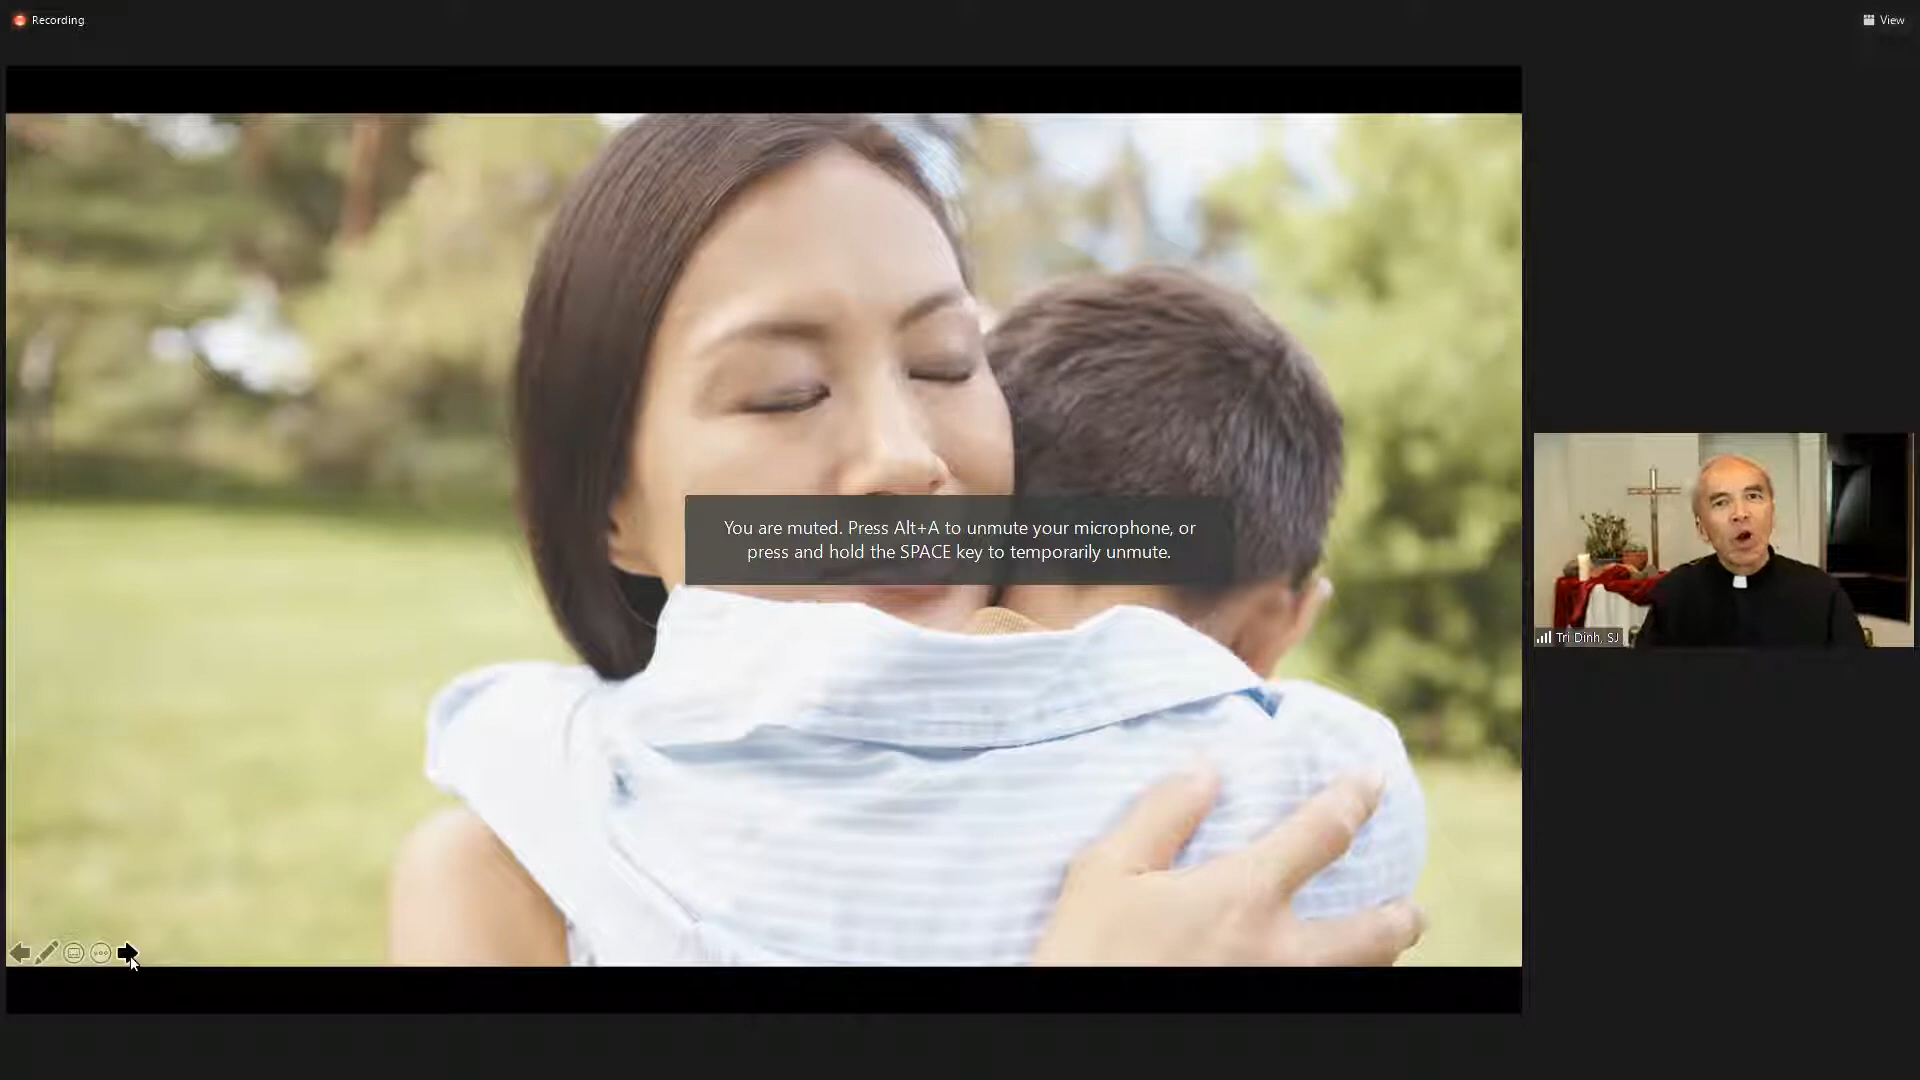 Recording
View
You are muted. Press Alt+A to unmute your microphone, or
press and hold the SPACE key to temporarily unmute.
Tri Dinh, SJ